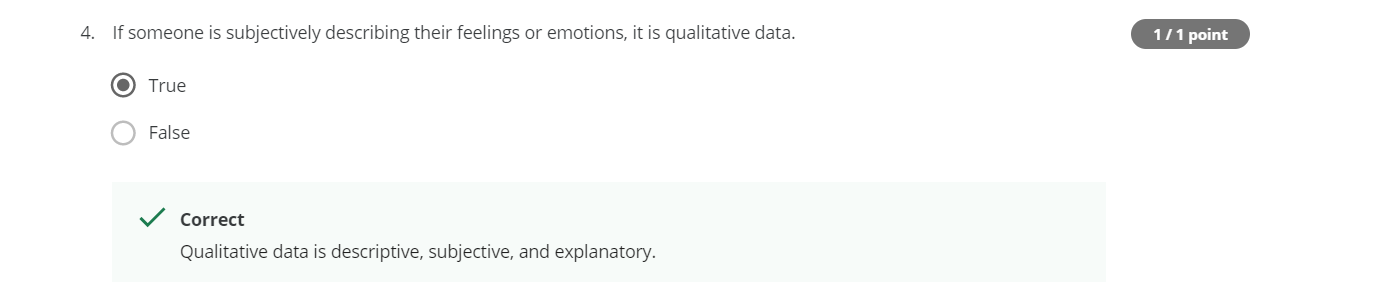 4. If someone is subjectively describing their feelings or emotions, it is qualitative data.
1 / 1 point
True
False
Correct
Qualitative data is descriptive, subjective, and explanatory.